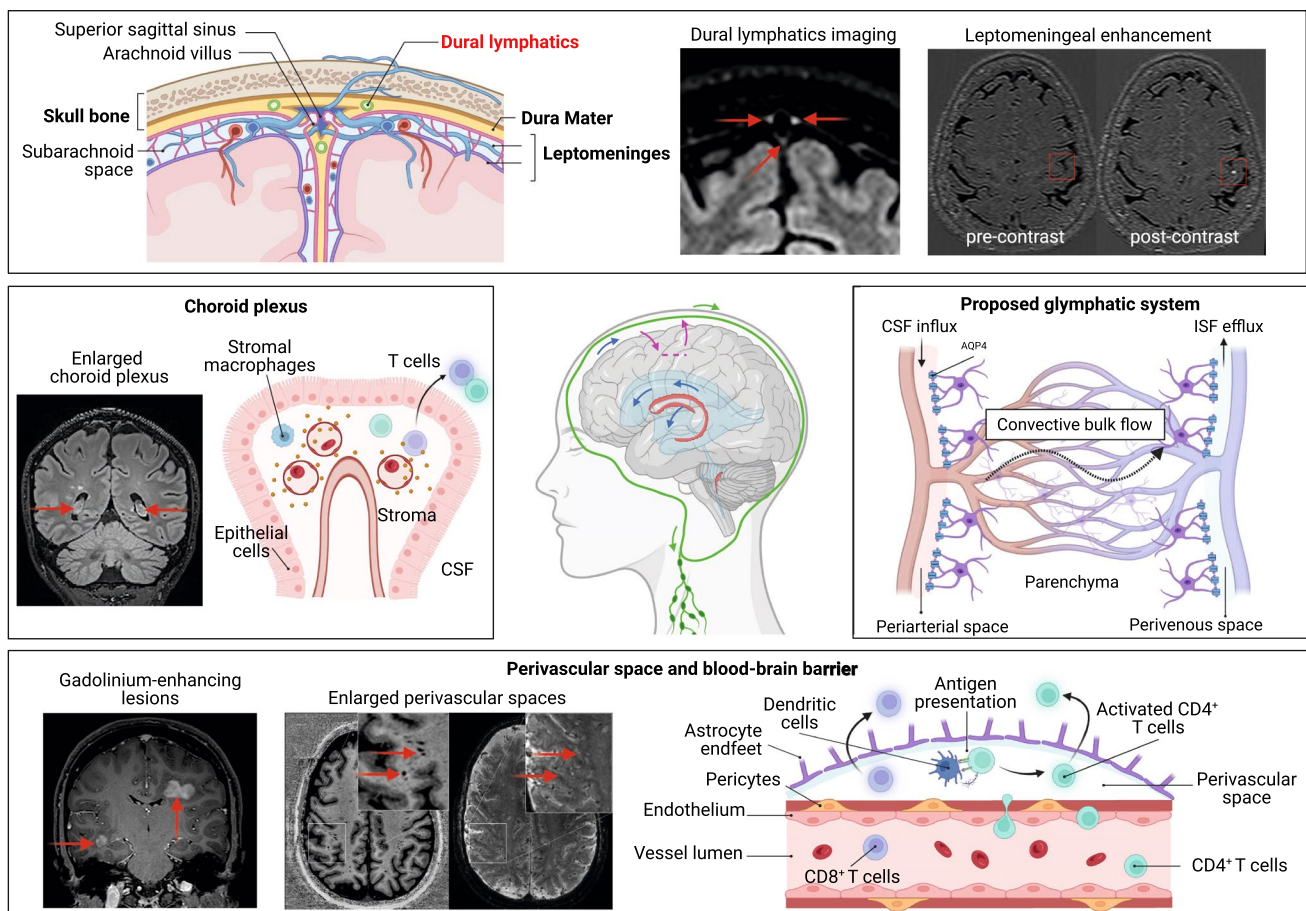 Superior sagittal sinus
Arachnoid villus
Dural lymphatics
Skull bone
Subarachnoid
space
Dura Mater
Leptomeninges
Dural lymphatics imaging
Leptomeningeal enhancement
pre-contrast
post-contrast
Choroid plexus
Enlarged
choroid plexus
Stromal
macrophages
T cells
Epithelial
cells
Stroma
CSF
Proposed glymphatic system
CSF influx
ISF efflux
AQP4
Convective bulk flow
Parenchyma
Periarterial space
Perivenous space
Perivascular space and blood-brain barrier
Gadolinium-enhancing
lesions
Enlarged perivascular spaces
Dendritic
cells
Antigen
presentation
Activated CD4⁺
T cells
Astrocyte
endfeet
Pericytes
Endothelium
Vessel lumen
Perivascular
space
CD8⁺ T cells
CD4⁺ T cells